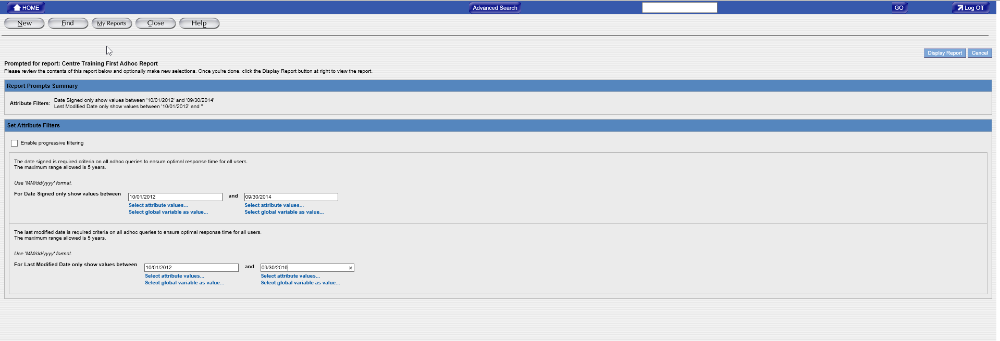 HOME
Advanced Search
GO
Log Off
New
Find
My Reports
Close
Help
Display Report
Cancel
Prompted for report: Centre Training First Adhoc Report
Please review the contents of this report below and optionally make new selections. Once you're done, click the Display Report button at right to view the report.
Report Prompts Summary
Attribute Filters:
Date Signed only show values between '10/01/2012' and '09/30/2014'
Last Modified Date only show values between '10/01/2012' and ''
Set Attribute Filters
Enable progressive filtering
The date signed is required criteria on all adhoc queries to ensure optimal response time for all users.
The maximum range allowed is 5 years.
Use 'MM/dd/yyyy' format.
For Date Signed only show values between 10/01/2012 and 09/30/2014
Select attribute values... Select attribute values...
Select global variable as value... Select global variable as value...
The last modified date is required criteria on all adhoc queries to ensure optimal response time for all users.
The maximum range allowed is 5 years.
Use 'MM/dd/yyyy' format.
For Last Modified Date only show values between 10/01/2012 and 09/30/2016 ×
Select attribute values... Select attribute values...
Select global variable as value... Select global variable as value...